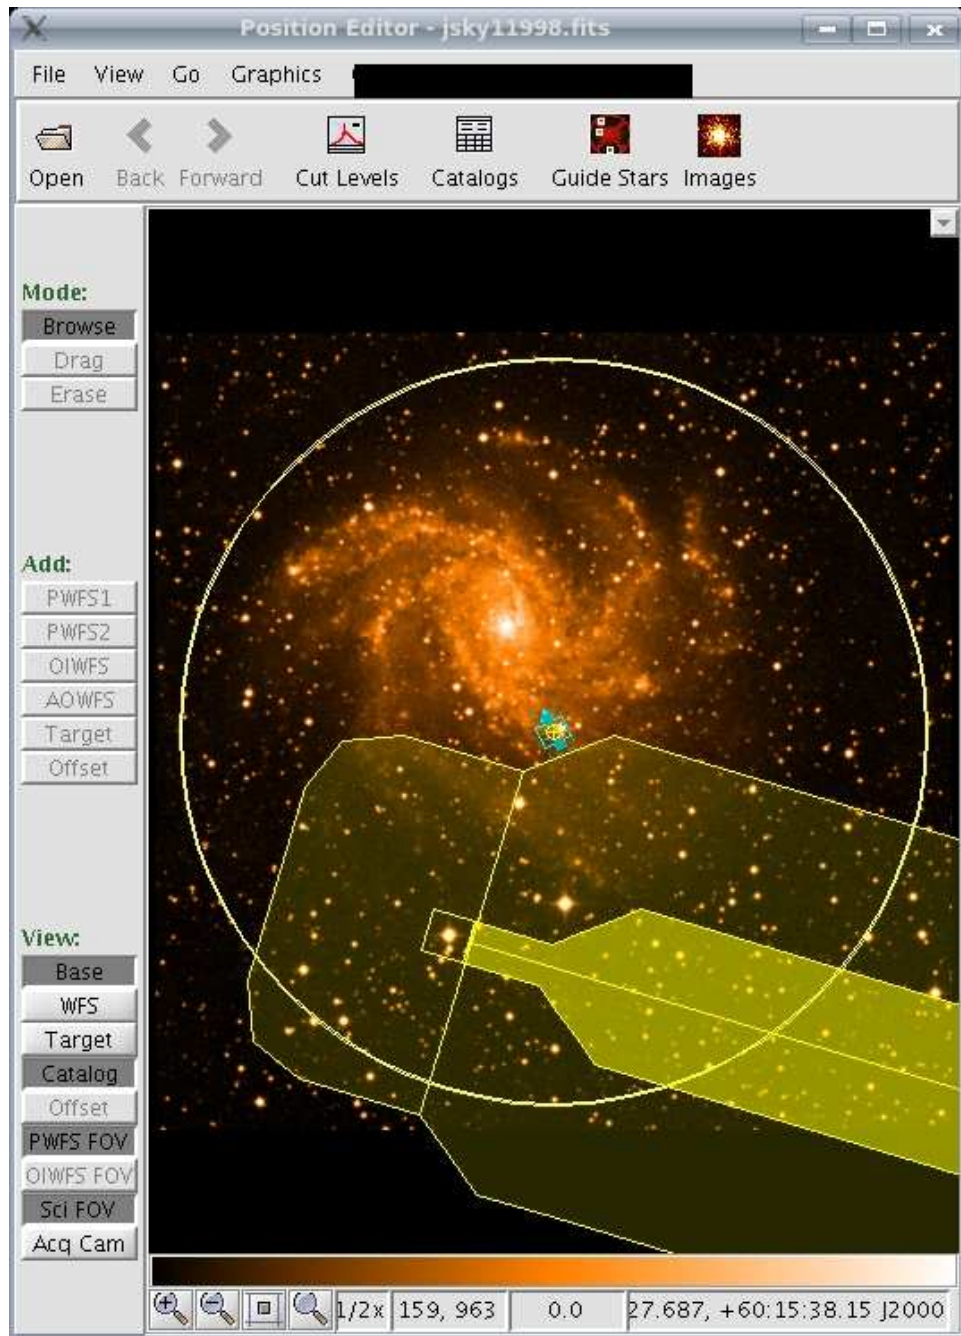 Position Editor - jsky11998.fits
File View Go Graphics
Open Back Forward Cut Levels Catalogs Guide Stars Images
Mode:
Browse
Drag
Erase
Add:
PWFS1
PWFS2
OIWFS
AOWFS
Target
Offset
View:
Base
WFS
Target
Catalog
Offset
PWFS FOV
OIWFS FOV
Sci FOV
Acq Cam
1/2x 159, 963 0.0 27.687, +60:15:38.15 J2000